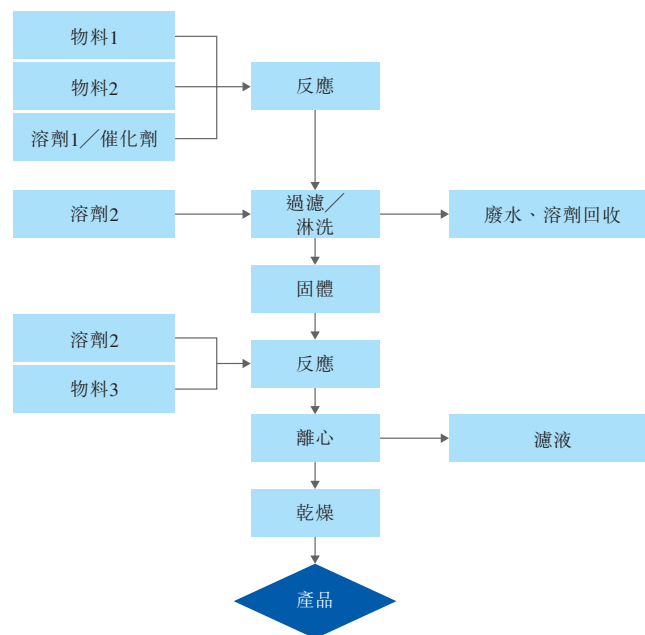 物料1
物料2
溶劑1／催化劑
反應
溶劑2
過濾／
淋洗
廢水、溶劑回收
固體
溶劑2
物料3
反應
離心
濾液
乾燥
產品